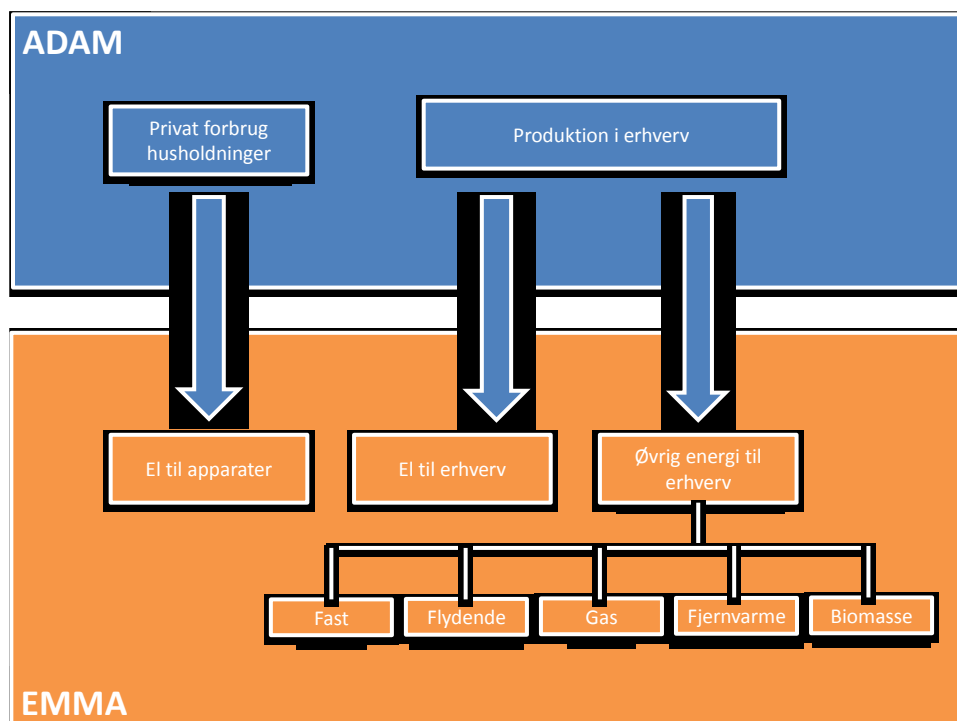 ADAM
Privat forbrug
husholdninger
Produktion i erhverv
El til apparater
El til erhverv
Øvrig energi til
erhverv
Fast
Flydende
Gas
Fjernvarme
Biomasse
EMMA